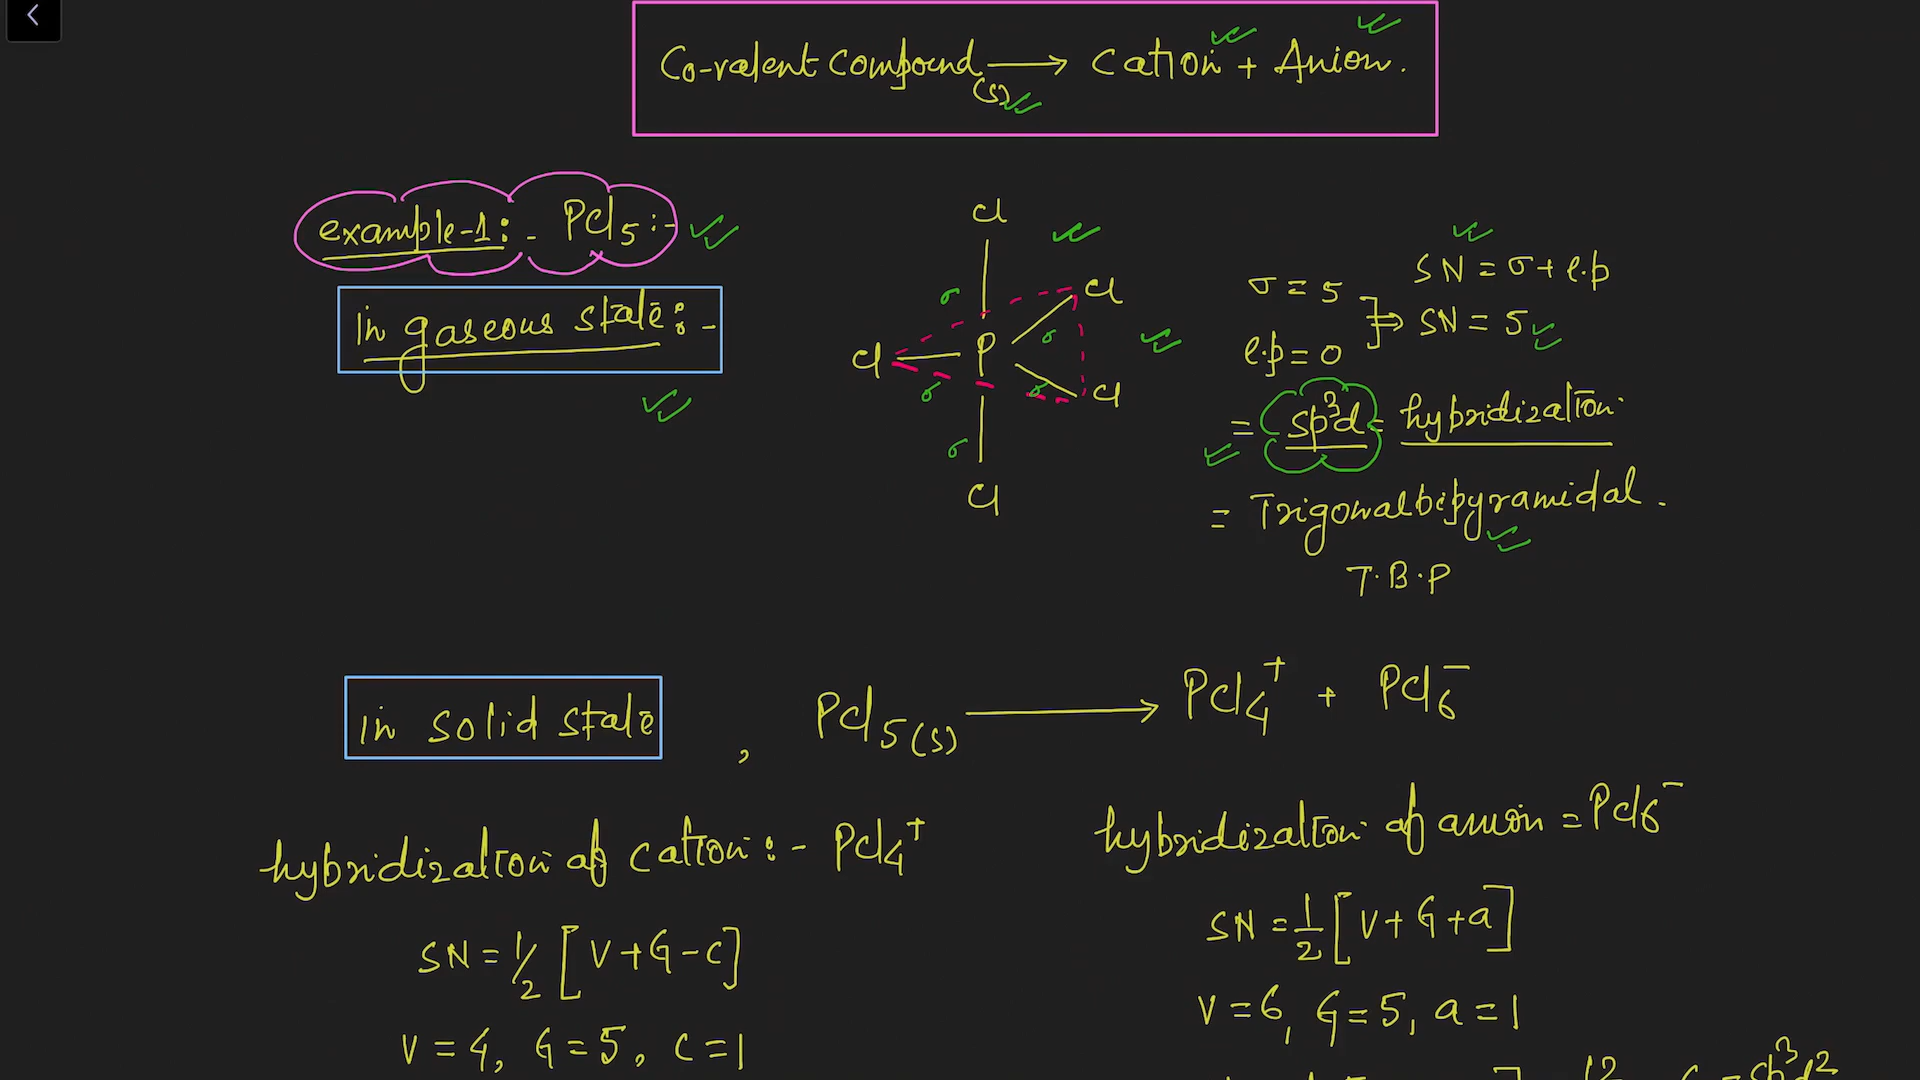 Co-valent Compound(s) ⟶ Cation + Anion.
example-1:- PCl₅:-
In gaseous state:-
Cl
Cl
Cl
P
Cl
Cl
σ
σ
σ
σ
σ
σ = 5
l.p = 0
SN = σ + l.p
⇒ SN = 5
= sp³d = hybridization.
= Trigonalbipyramidal.
T.B.P
In solid state , PCl₅(s) ⟶ PCl₄⁺ + PCl₆⁻
hybridization of cation :- PCl₄⁺
SN = 1/2 [V+G-C]
V = 4, G = 5, C = 1
hybridization of anion = PCl₆⁻
SN = 1/2 [V+G+a]
V = 6, G = 5, a = 1